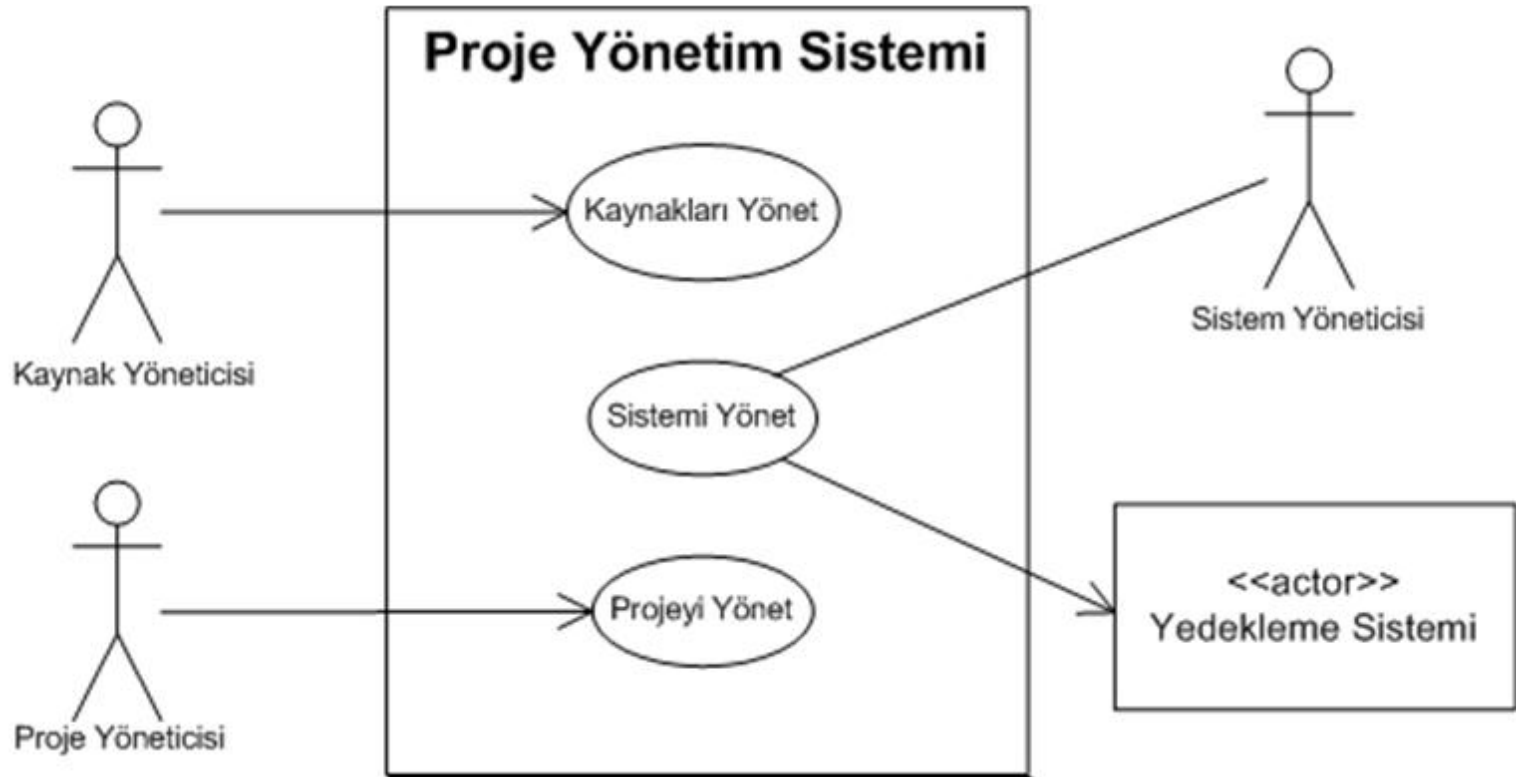 Proje Yönetim Sistemi
Kaynakları Yönet
Kaynak Yöneticisi
Sistem Yöneticisi
Sistemi Yönet
Projeyi Yönet
Proje Yöneticisi
<<actor>>
Yedekleme Sistemi